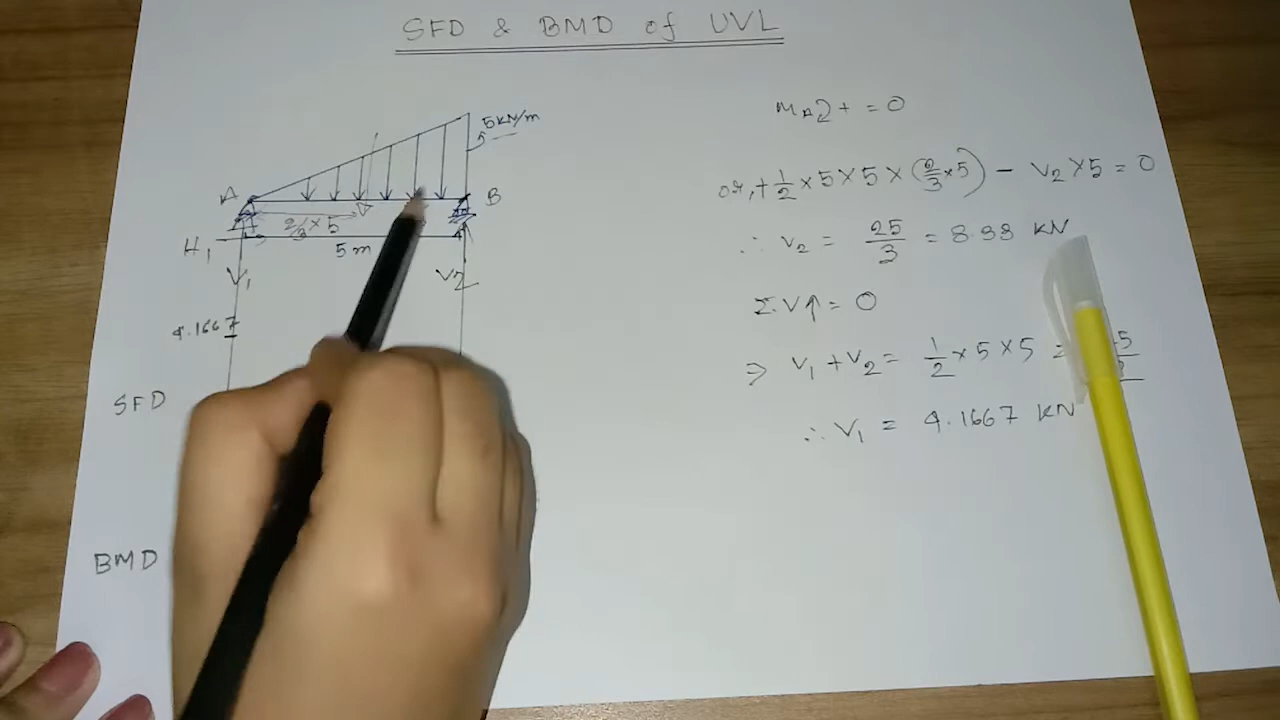 SFD & BMD of UVL
5KN/m
A
B
2/3 × 5
H1
5 m
V1
V2
4.1667
SFD
BMD
MA2+ = 0
or, + 1/2 × 5 × 5 × (2/3 × 5) - V2 × 5 = 0
∴ V2 = 25/3 = 8.33 KN
Σ V↑ = 0
⇒ V1 + V2 = 1/2 × 5 × 5 =
∴ V1 = 4.1667 KN